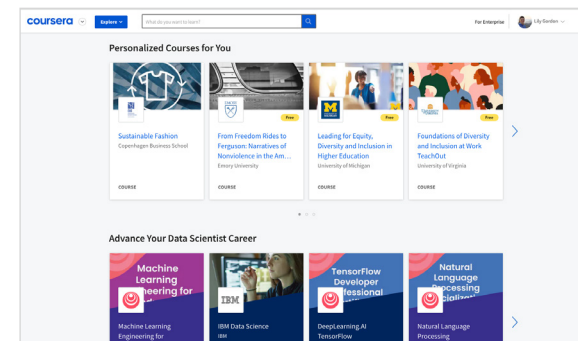 coursera
Explore
What do you want to learn?
For Enterprise
Lily Gorden
Personalized Courses for You
Free
Free
Free
Sustainable Fashion
Copenhagen Business School
COURSE
From Freedom Rides to
Ferguson: Narratives of
Nonviolence in the Am...
Emory University
COURSE
Leading for Equity,
Diversity and Inclusion in
Higher Education
University of Michigan
COURSE
Foundations of Diversity
and Inclusion at Work
TeachOut
University of Virginia
COURSE
Advance Your Data Scientist Career
Machine
Learning
Machine Learning
Engineering for
IBM
IBM Data Science
IBM
TensorFlow
Developer
DeepLearning.AI
TensorFlow
Natural
Language
Processing
Natural Language
Processing